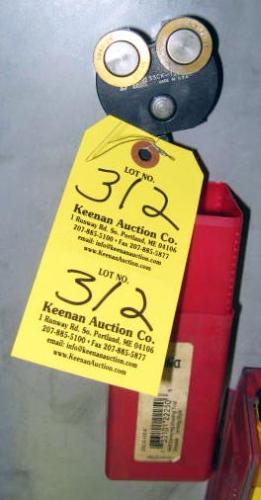 MADE IN U.S.A.
LOT NO.
312
Keenan Auction Co.
1 Runway Rd. So. Portland, ME 04106
207-885-5100 • Fax 207-885-5877
email: info@keenanauction.com
www.KeenanAuction.com
LOT NO.
312
Keenan Auction Co.
1 Runway Rd. So. Portland, ME 04106
207-885-5100 • Fax 207-885-5877
email: info@keenanauction.com
www.KeenanAuction.com